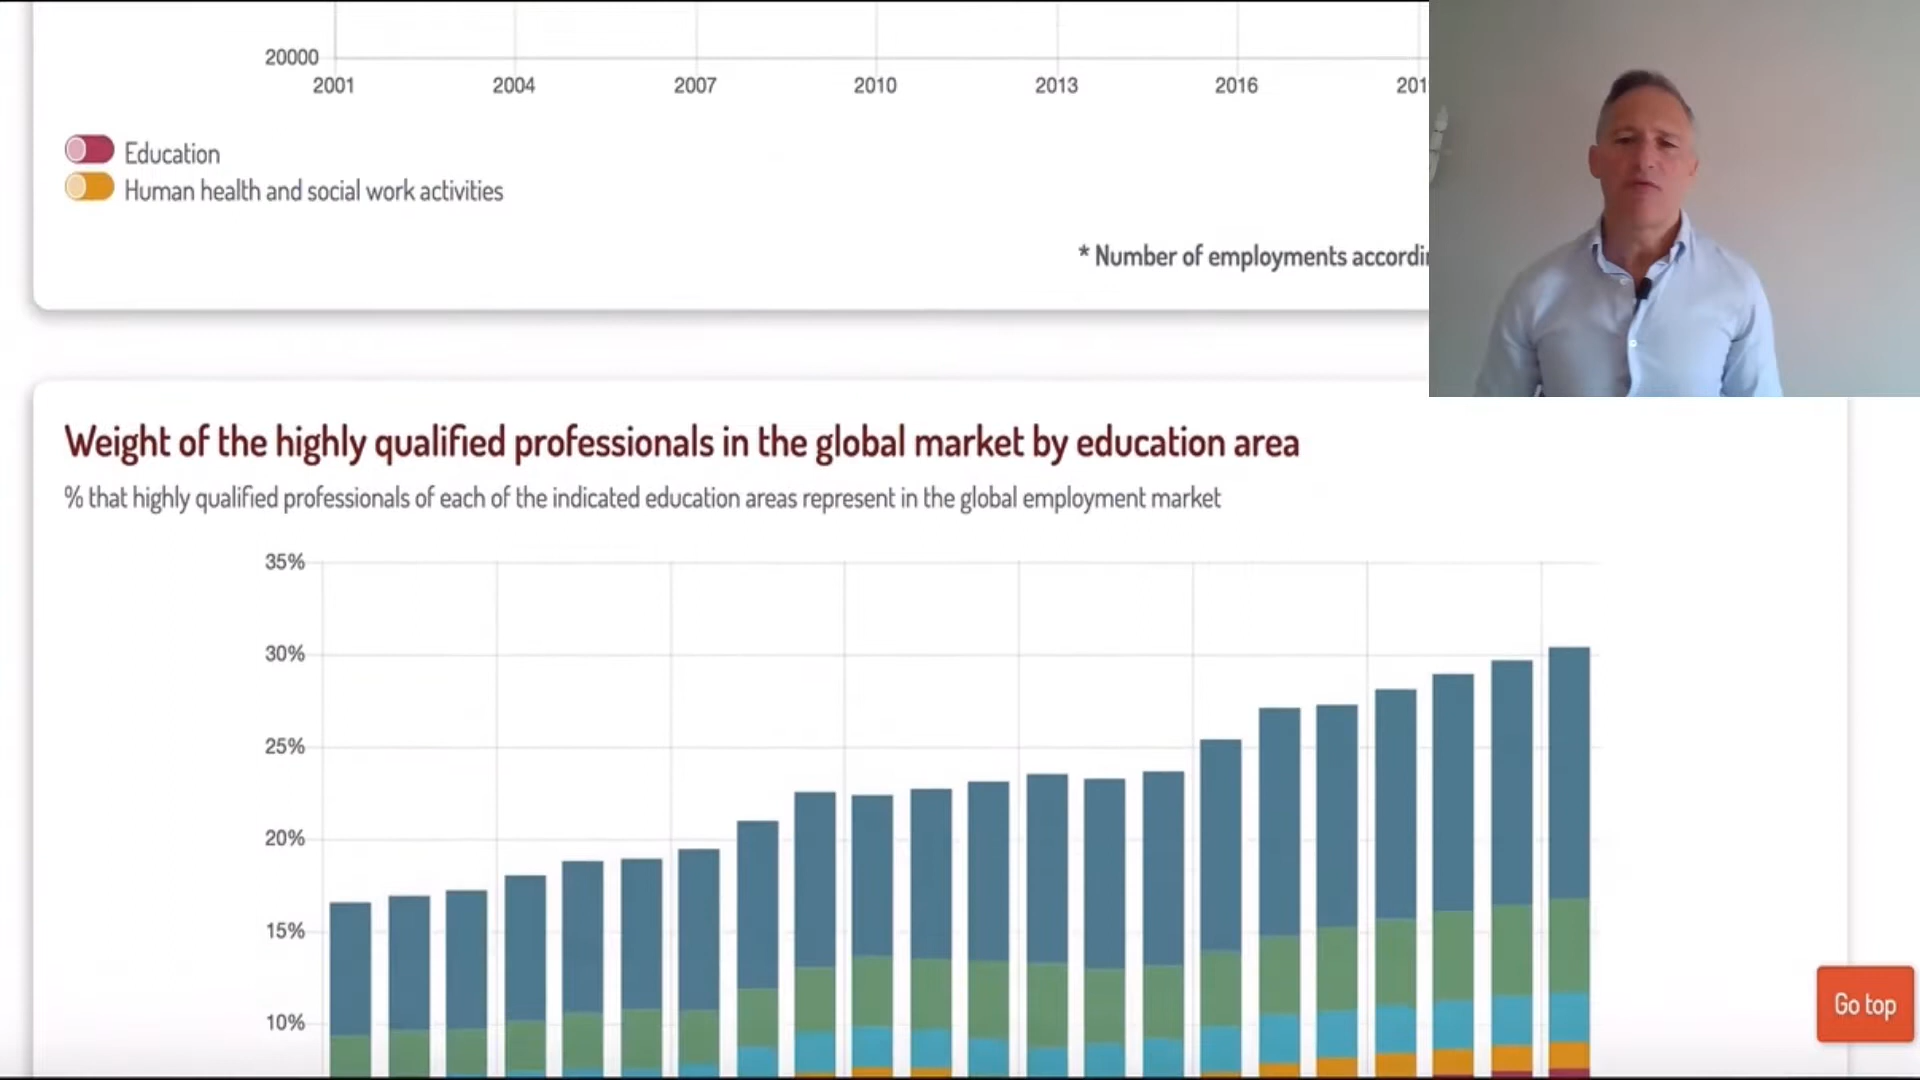 20000
2001 2004 2007 2010 2013 2016 201
Education
Human health and social work activities
* Number of employments accordi
Weight of the highly qualified professionals in the global market by education area
% that highly qualified professionals of each of the indicated education areas represent in the global employment market
35%
30%
25%
20%
15%
10%
Go top